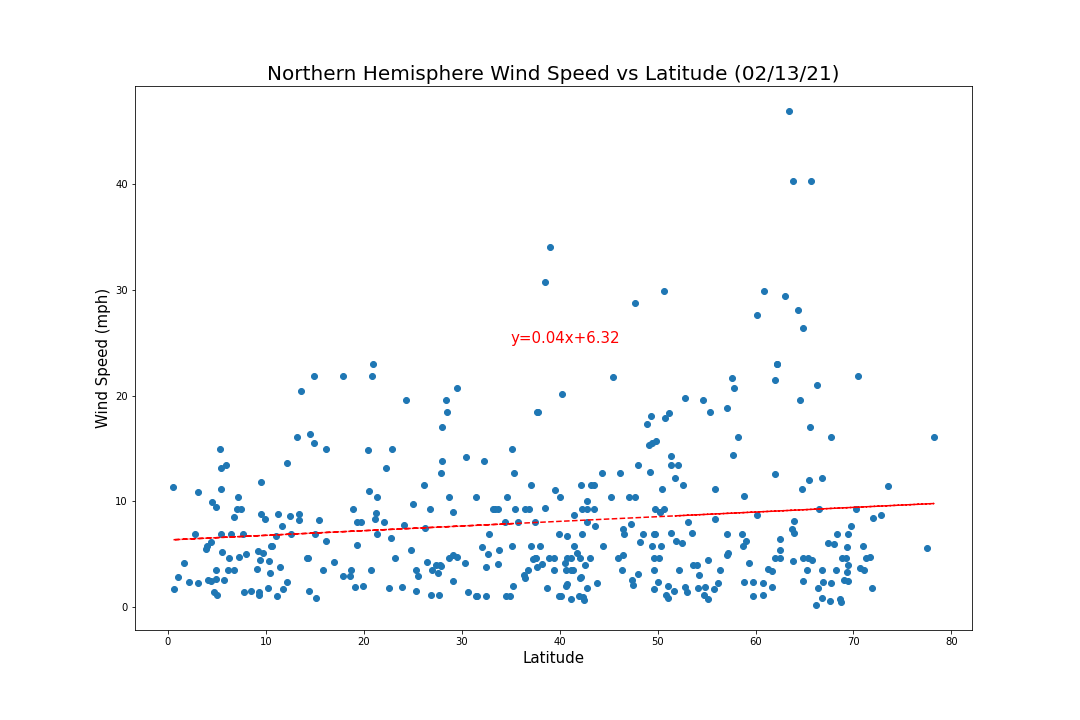 Northern Hemisphere Wind Speed vs Latitude (02/13/21)
40
30
20
10
0
Wind Speed (mph)
y=0.04x+6.32
0 10 20 30 40 50 60 70 80
Latitude